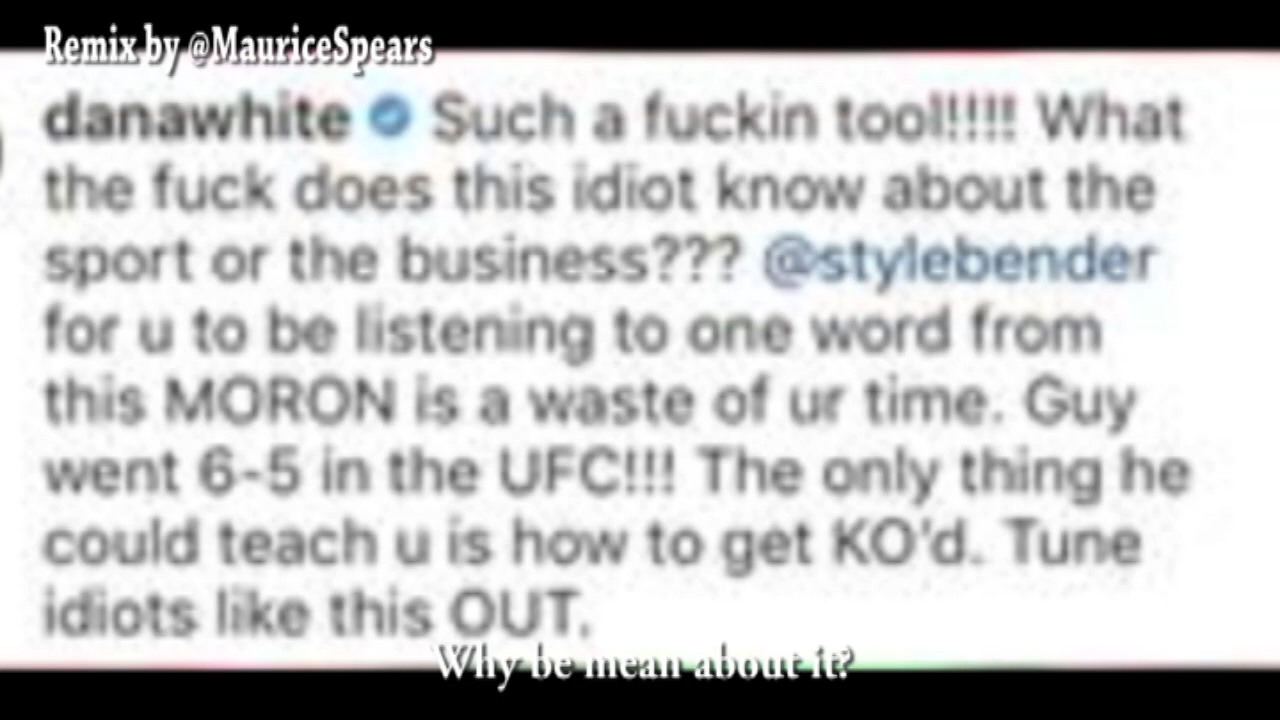 Remix by @MauriceSpears
danawhite Such a fuckin tool!!!! What
the fuck does this idiot know about the
sport or the business??? @stylebender
for u to be listening to one word from
this MORON is a waste of ur time. Guy
went 6-5 in the UFC!!! The only thing he
could teach u is how to get KO'd. Tune
idiots like this OUT.
Why be mean about it?